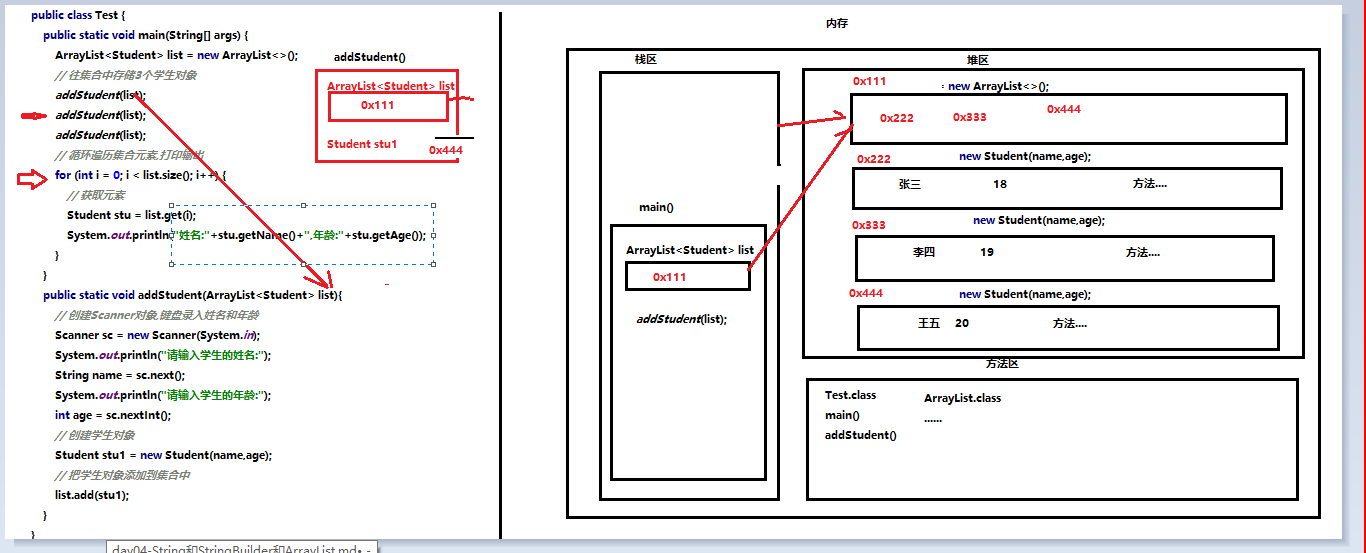 public class Test {
public static void main(String[] args) {
ArrayList<Student> list = new ArrayList<>();
// 往集合中存储3个学生对象
addStudent(list);
addStudent(list);
addStudent(list);
// 循环遍历集合元素,打印输出
for (int i = 0; i < list.size(); i++) {
// 获取元素
Student stu = list.get(i);
System.out.println("姓名:"+stu.getName()+",年龄:"+stu.getAge());
}
}
public static void addStudent(ArrayList<Student> list){
// 创建Scanner对象,键盘录入姓名和年龄
Scanner sc = new Scanner(System.in);
System.out.println("请输入学生的姓名:");
String name = sc.next();
System.out.println("请输入学生的年龄:");
int age = sc.nextInt();
// 创建学生对象
Student stu1 = new Student(name,age);
// 把学生对象添加到集合中
list.add(stu1);
}
}
addStudent()
ArrayList<Student> list
0x111
Student stu1
0x444
内存
栈区
main()
ArrayList<Student> list
0x111
addStudent(list);
堆区
0x111
new ArrayList<>();
0x222 0x333 0x444
0x222
new Student(name,age);
张三 18 方法....
0x333
new Student(name,age);
李四 19 方法....
0x444
new Student(name,age);
王五 20 方法....
方法区
Test.class
main()
addStudent()
ArrayList.class
......
day04-String和StringBuilder和ArrayList.md• -